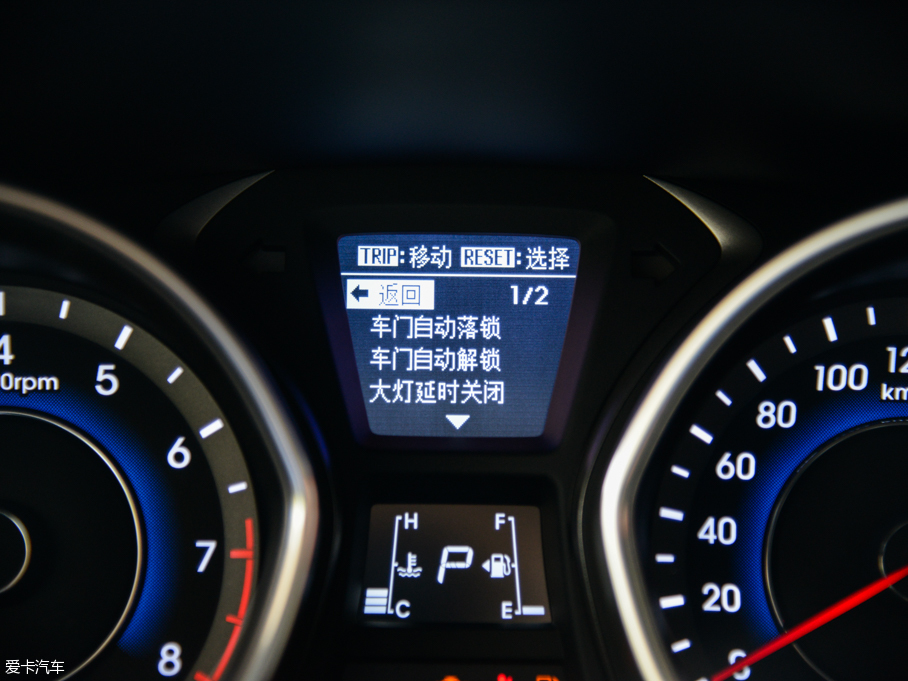 TRIP:移动 RESET:选择
返回 1/2
车门自动落锁
车门自动解锁
大灯延时关闭
4
0rpm
5
6
7
8
H
C
P
F
E
0
20
40
60
80
100
12
km
爱卡汽车